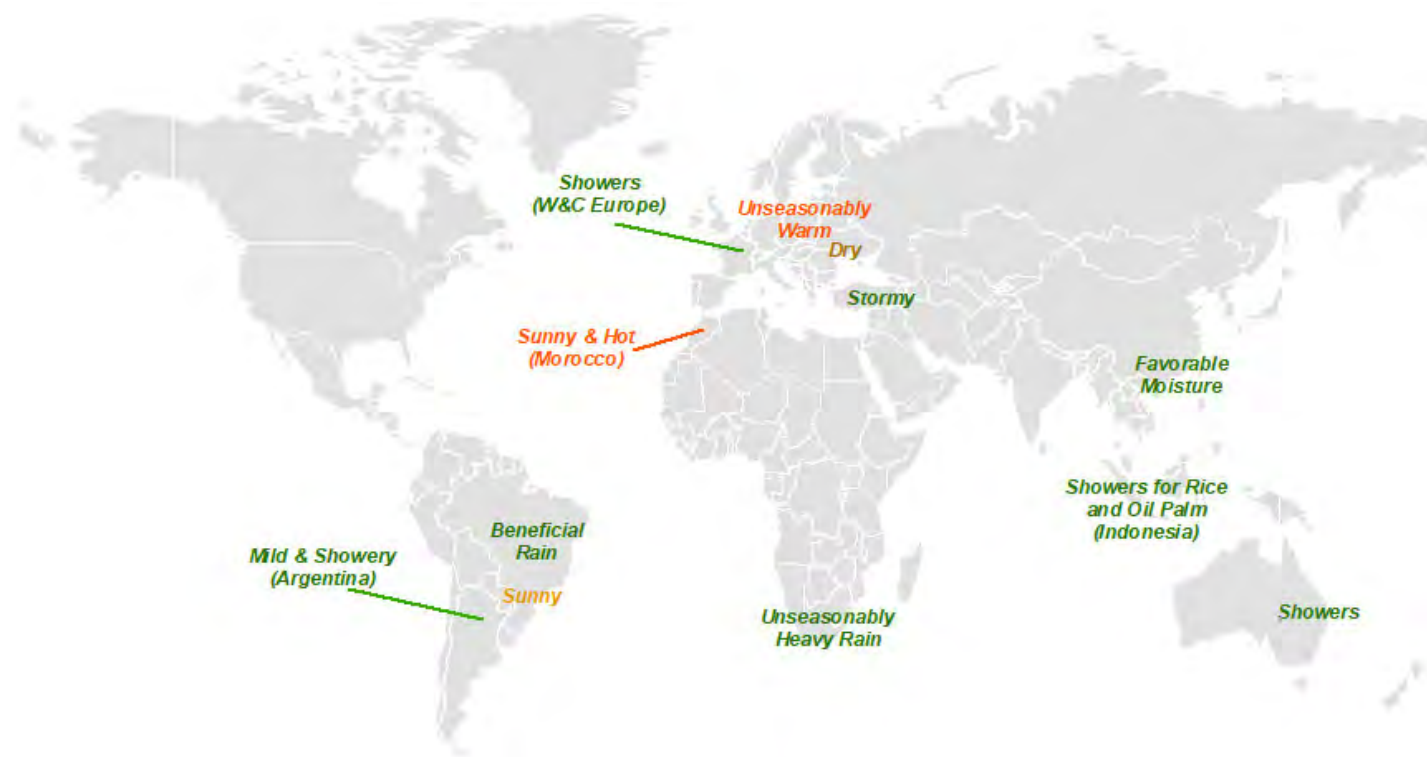 Showers
(W&C Europe)
Unseasonably
Warm
Dry
Stormy
Sunny & Hot
(Morocco)
Favorable
Moisture
Showers for Rice
and Oil Palm
(Indonesia)
Beneficial
Rain
Mild & Showery
(Argentina)
Sunny
Unseasonably
Heavy Rain
Showers